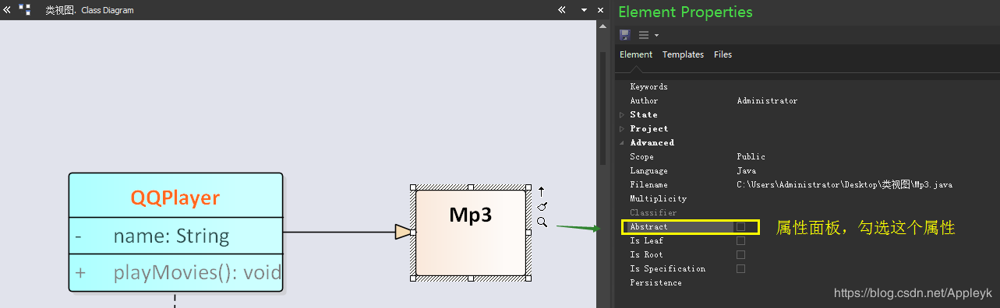 类视图. Class Diagram
QQPlayer
- name: String
+ playMovies(): void
Mp3
Element Properties
Element Templates Files
Keywords
Author Administrator
State
Project
Advanced
Scope Public
Language Java
Filename C:\Users\Administrator\Desktop\类视图\Mp3.java
Multiplicity
Classifier
Abstract
属性面板，勾选这个属性
Is Leaf
Is Root
Is Specification
Persistence
https://blog.csdn.net/Appleyk